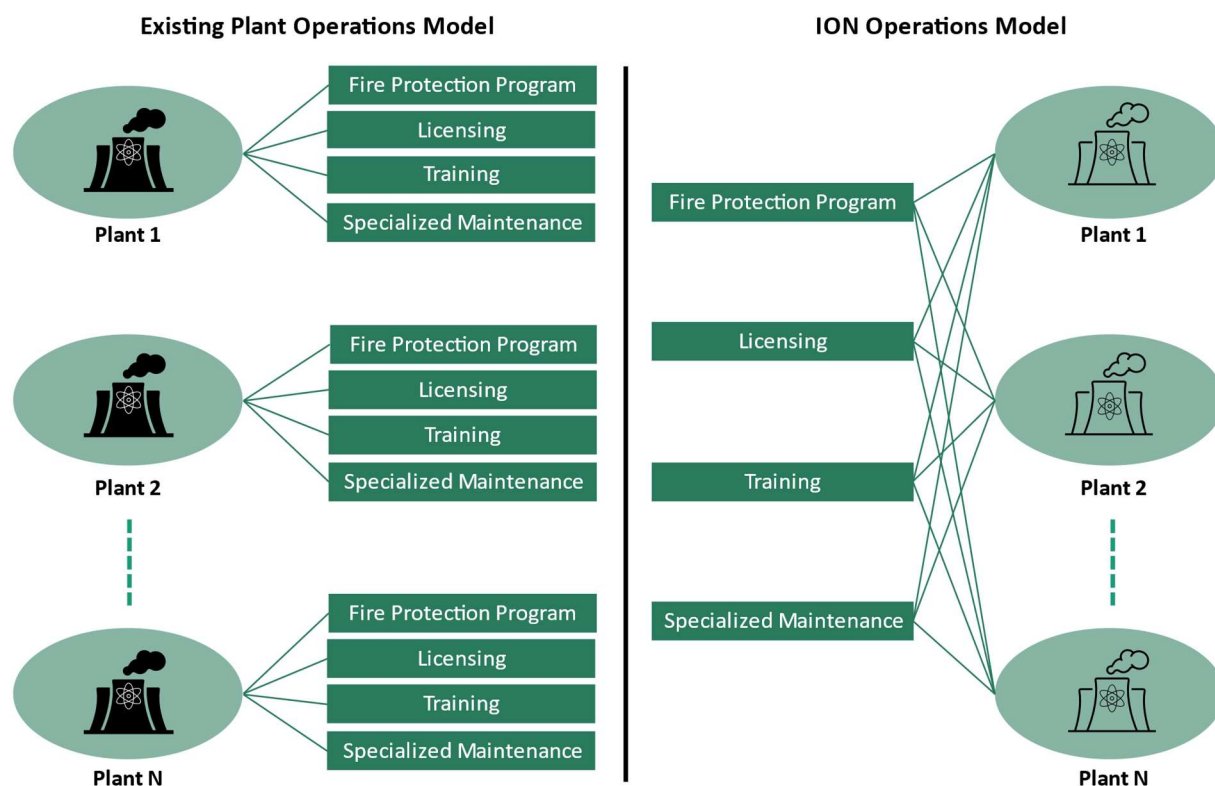 Existing Plant Operations Model
Fire Protection Program
Licensing
Training
Specialized Maintenance
Plant 1
Fire Protection Program
Licensing
Training
Specialized Maintenance
Plant 2
Fire Protection Program
Licensing
Training
Specialized Maintenance
Plant N
ION Operations Model
Fire Protection Program
Licensing
Training
Specialized Maintenance
Plant 1
Plant 2
Plant N